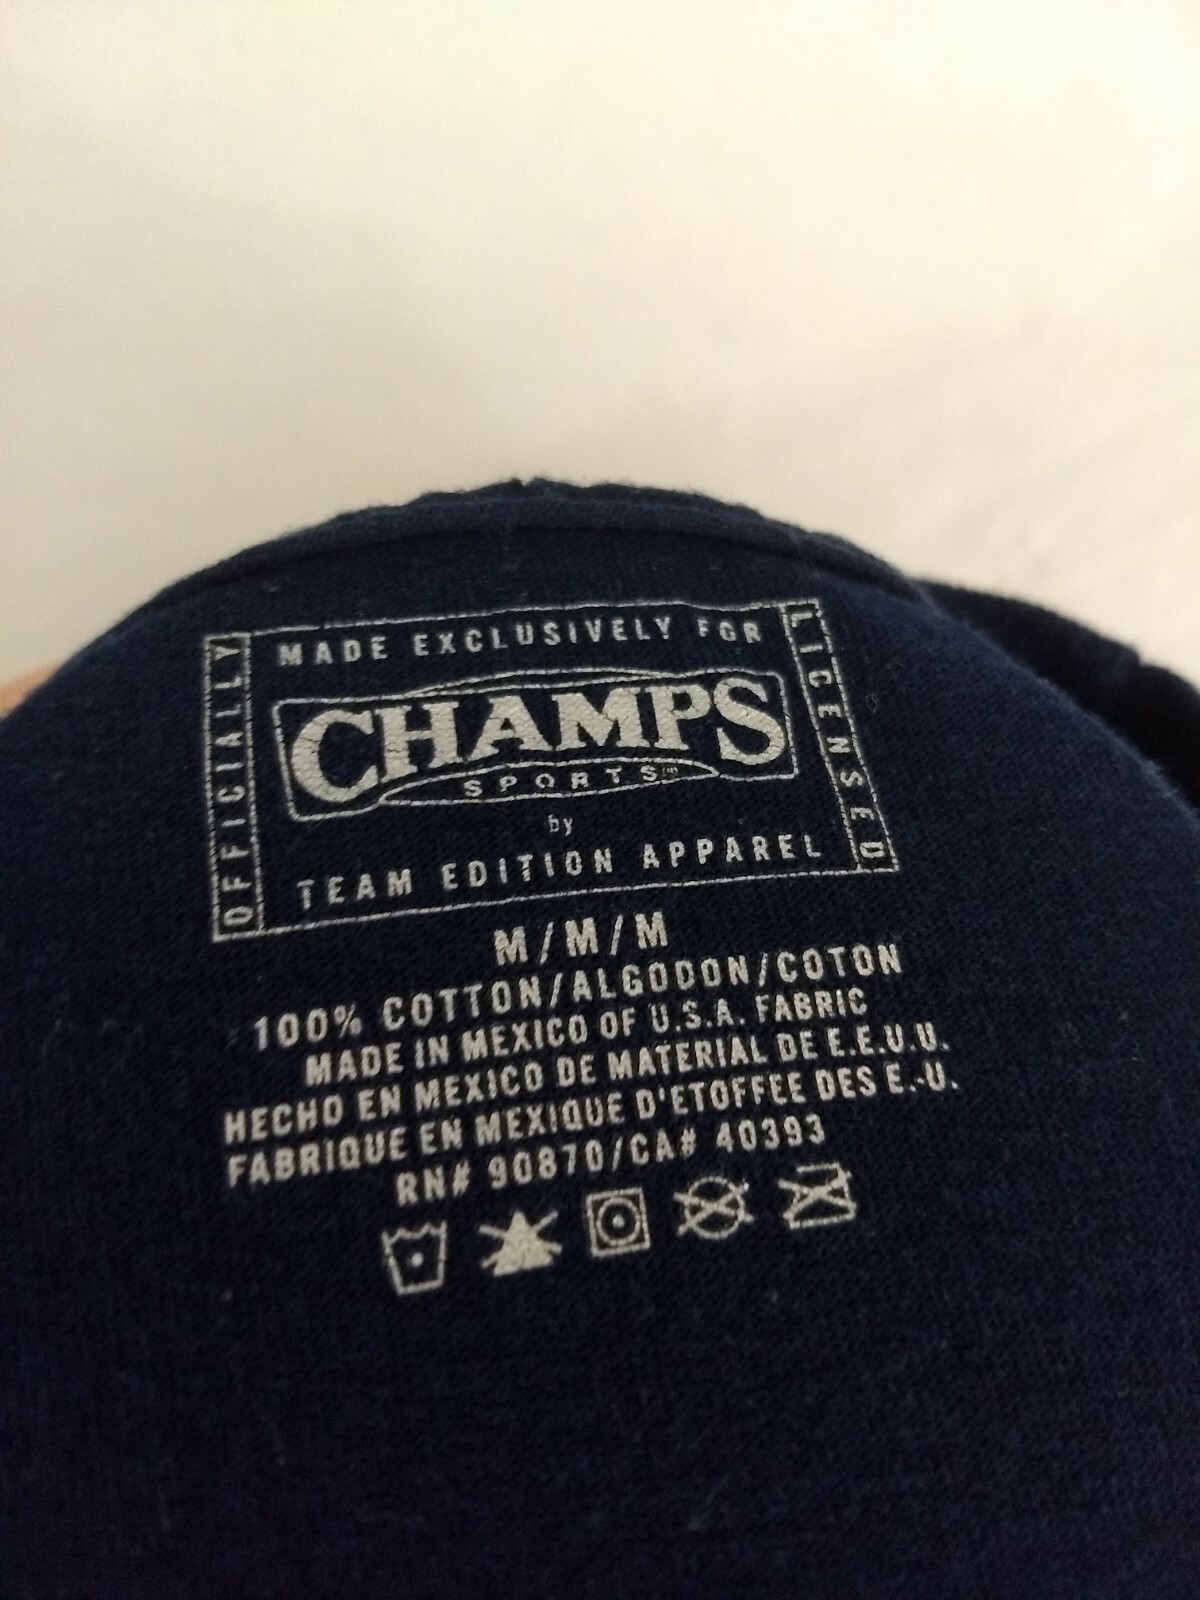 MADE EXCLUSIVELY FOR
OFFICIALLY
LICENSED
CHAMPS
SPORTS
by
TEAM EDITION APPAREL
M/M/M
100% COTTON/ALGODON/COTON
MADE IN MEXICO OF U.S.A. FABRIC
HECHO EN MEXICO DE MATERIAL DE E.E.U.U.
FABRIQUE EN MEXIQUE D'ETOFFEE DES E.-U.
RN# 90870/CA# 40393